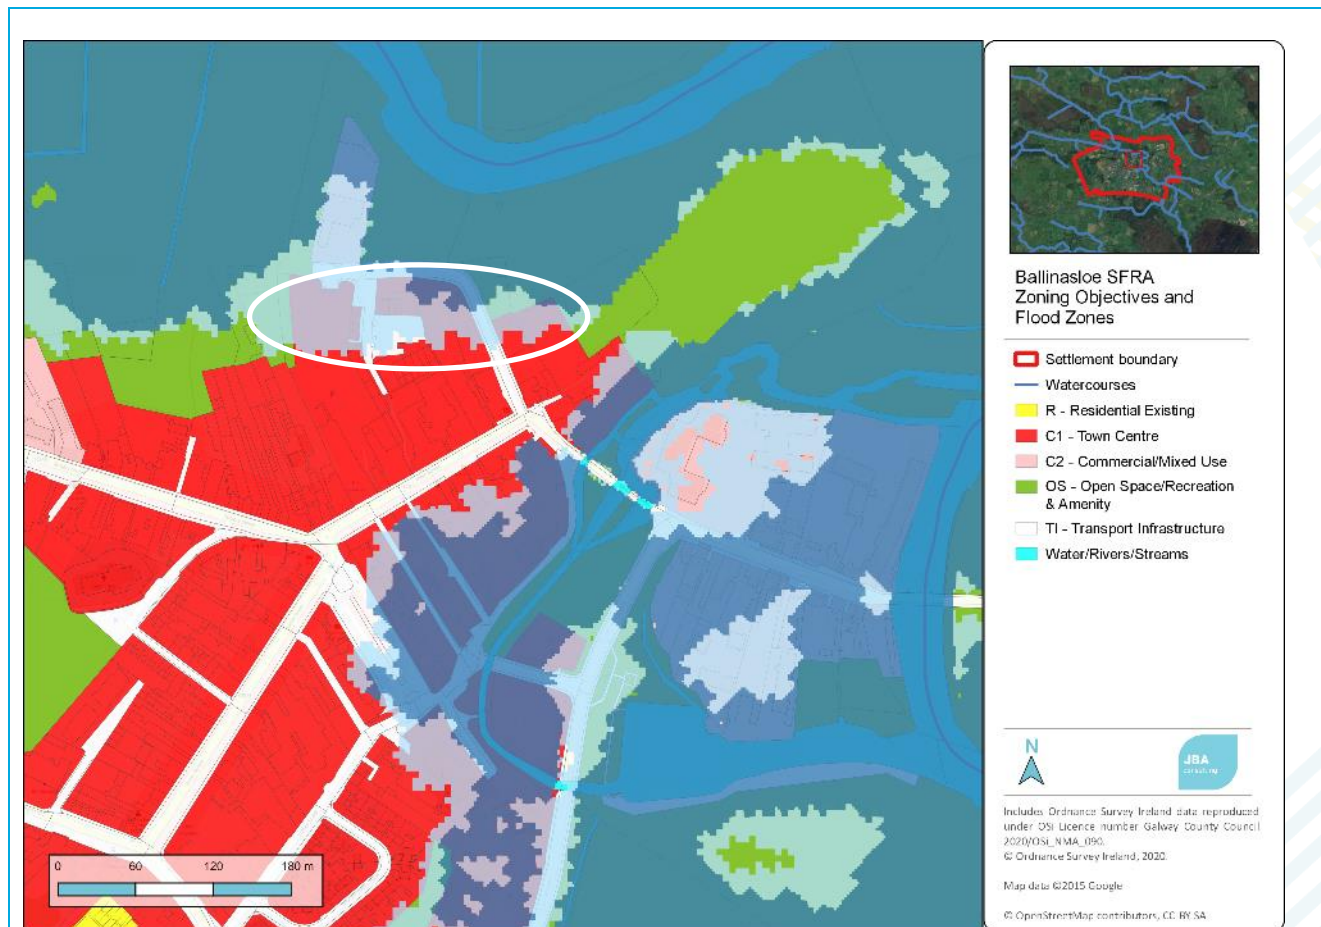 Ballinasloe SFRA
Zoning Objectives and
Flood Zones
Settlement boundary
Watercourses
R - Residential Existing
C1 - Town Centre
C2 - Commercial/Mixed Use
OS - Open Space/Recreation
& Amenity
TI - Transport Infrastructure
Water/Rivers/Streams
N
JBA
consulting
Includes Ordnance Survey Ireland data reproduced
under OSi Licence number Galway County Council
2020/OSi_NMA_090.
© Ordnance Survey Ireland, 2020.
Map data ©2015 Google
© OpenStreetMap contributors, CC BY SA
0 60 120 180 m